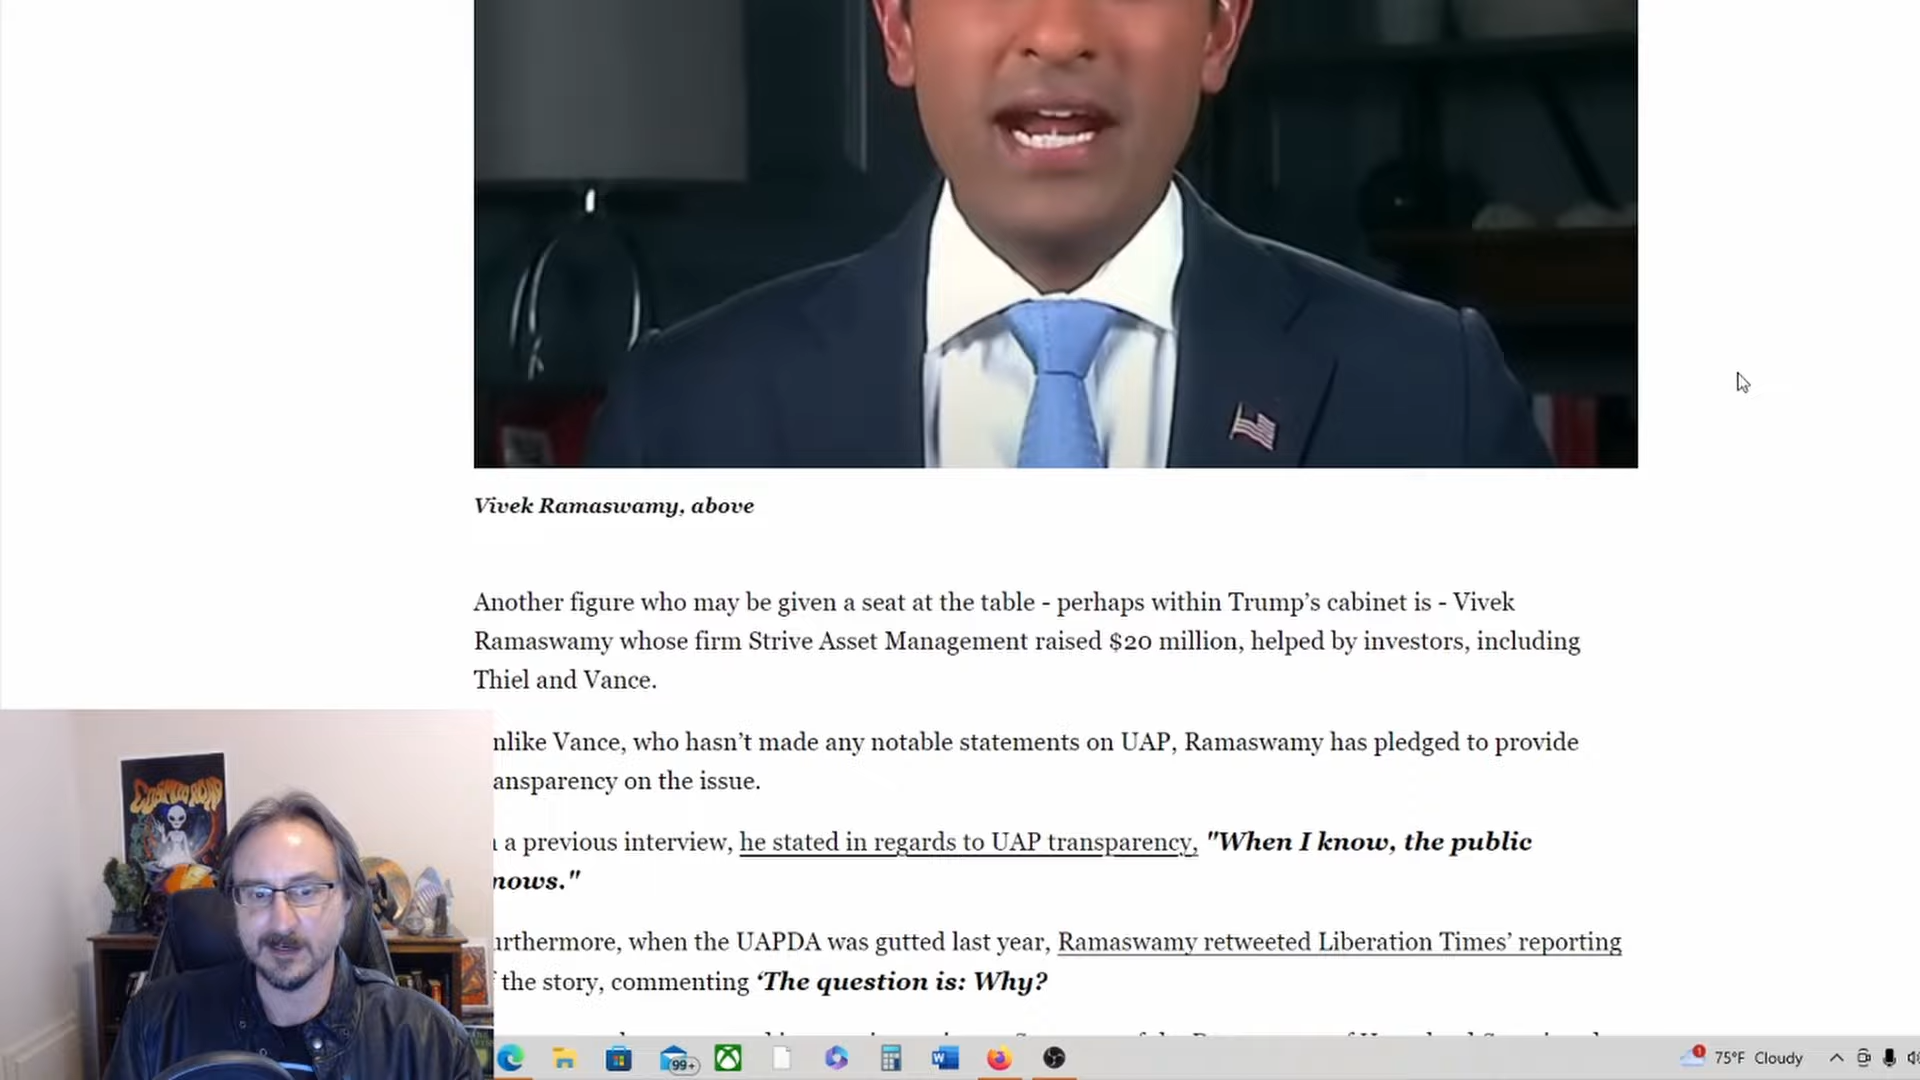 Vivek Ramaswamy, above
Another figure who may be given a seat at the table - perhaps within Trump’s cabinet is - Vivek
Ramaswamy whose firm Strive Asset Management raised $20 million, helped by investors, including
Thiel and Vance.
nlike Vance, who hasn’t made any notable statements on UAP, Ramaswamy has pledged to provide
ansparency on the issue.
a previous interview, he stated in regards to UAP transparency, "When I know, the public
nows."
urthermore, when the UAPDA was gutted last year, Ramaswamy retweeted Liberation Times’ reporting
the story, commenting ‘The question is: Why?
99+
1
75°F Cloudy